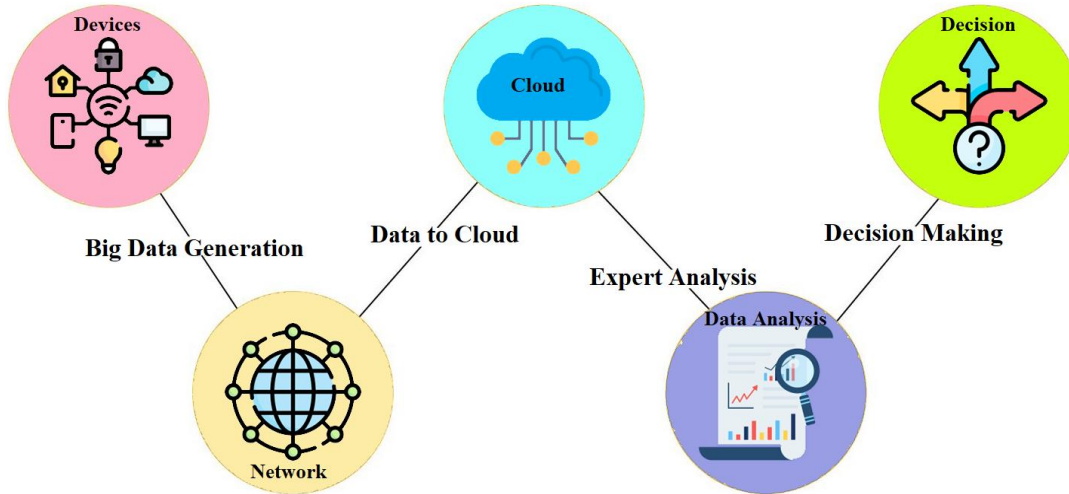 Devices
Cloud
Decision
Big Data Generation
Data to Cloud
Expert Analysis
Decision Making
Network
Data Analysis
?